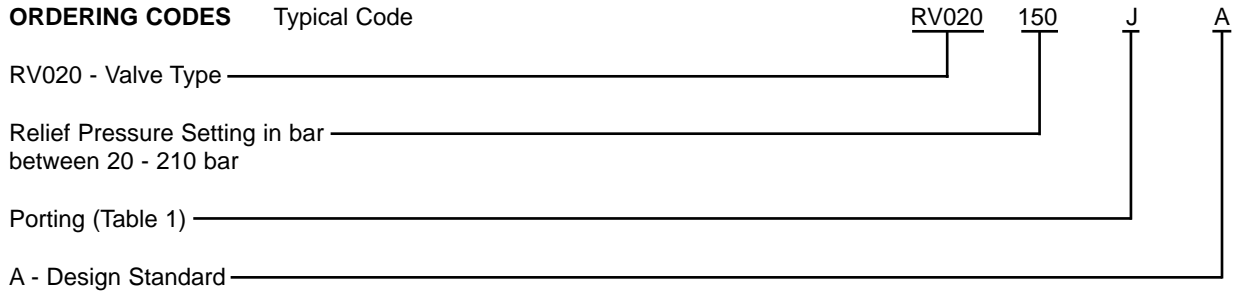 ORDERING CODES Typical Code RV020 150 J A
RV020 - Valve Type
Relief Pressure Setting in bar
between 20 - 210 bar
Porting (Table 1)
A - Design Standard